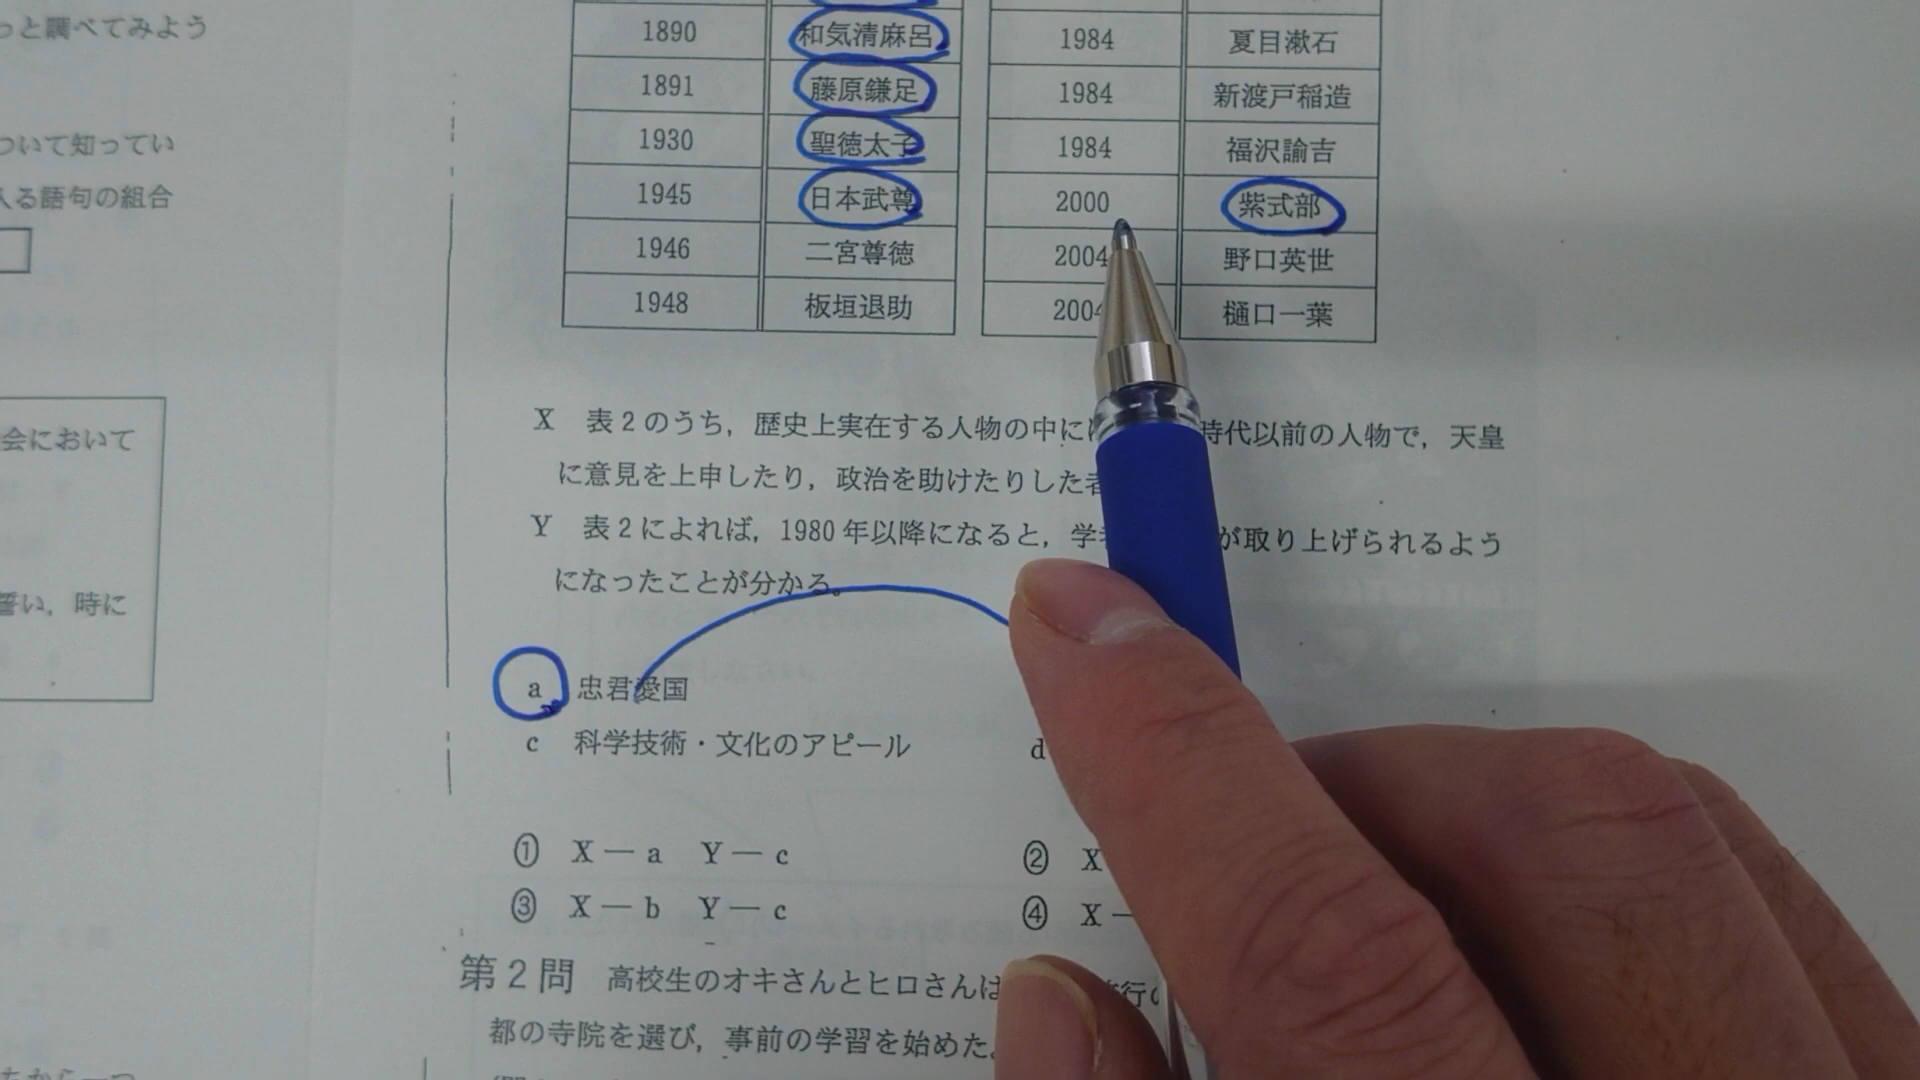 っと調べてみよう
ついて知ってい
入る語句の組合
会において
誓い，時に
1890 和気清麻呂 1984 夏目漱石
1891 藤原鎌足 1984 新渡戸稲造
1930 聖徳太子 1984 福沢諭吉
1945 日本武尊 2000 紫式部
1946 二宮尊徳 2004 野口英世
1948 板垣退助 2004 樋口一葉
X 表2のうち，歴史上実在する人物の中に 時代以前の人物で，天皇
に意見を上申したり，政治を助けたりした
Y 表2によれば，1980年以降になると，学 が取り上げられるよう
になったことが分かる。
a 忠君愛国
c 科学技術・文化のアピール d
① X — a Y — c ② X
③ X — b Y — c ④ X —
第2問 高校生のオキさんとヒロさんは 行
都の寺院を選び，事前の学習を始めた。